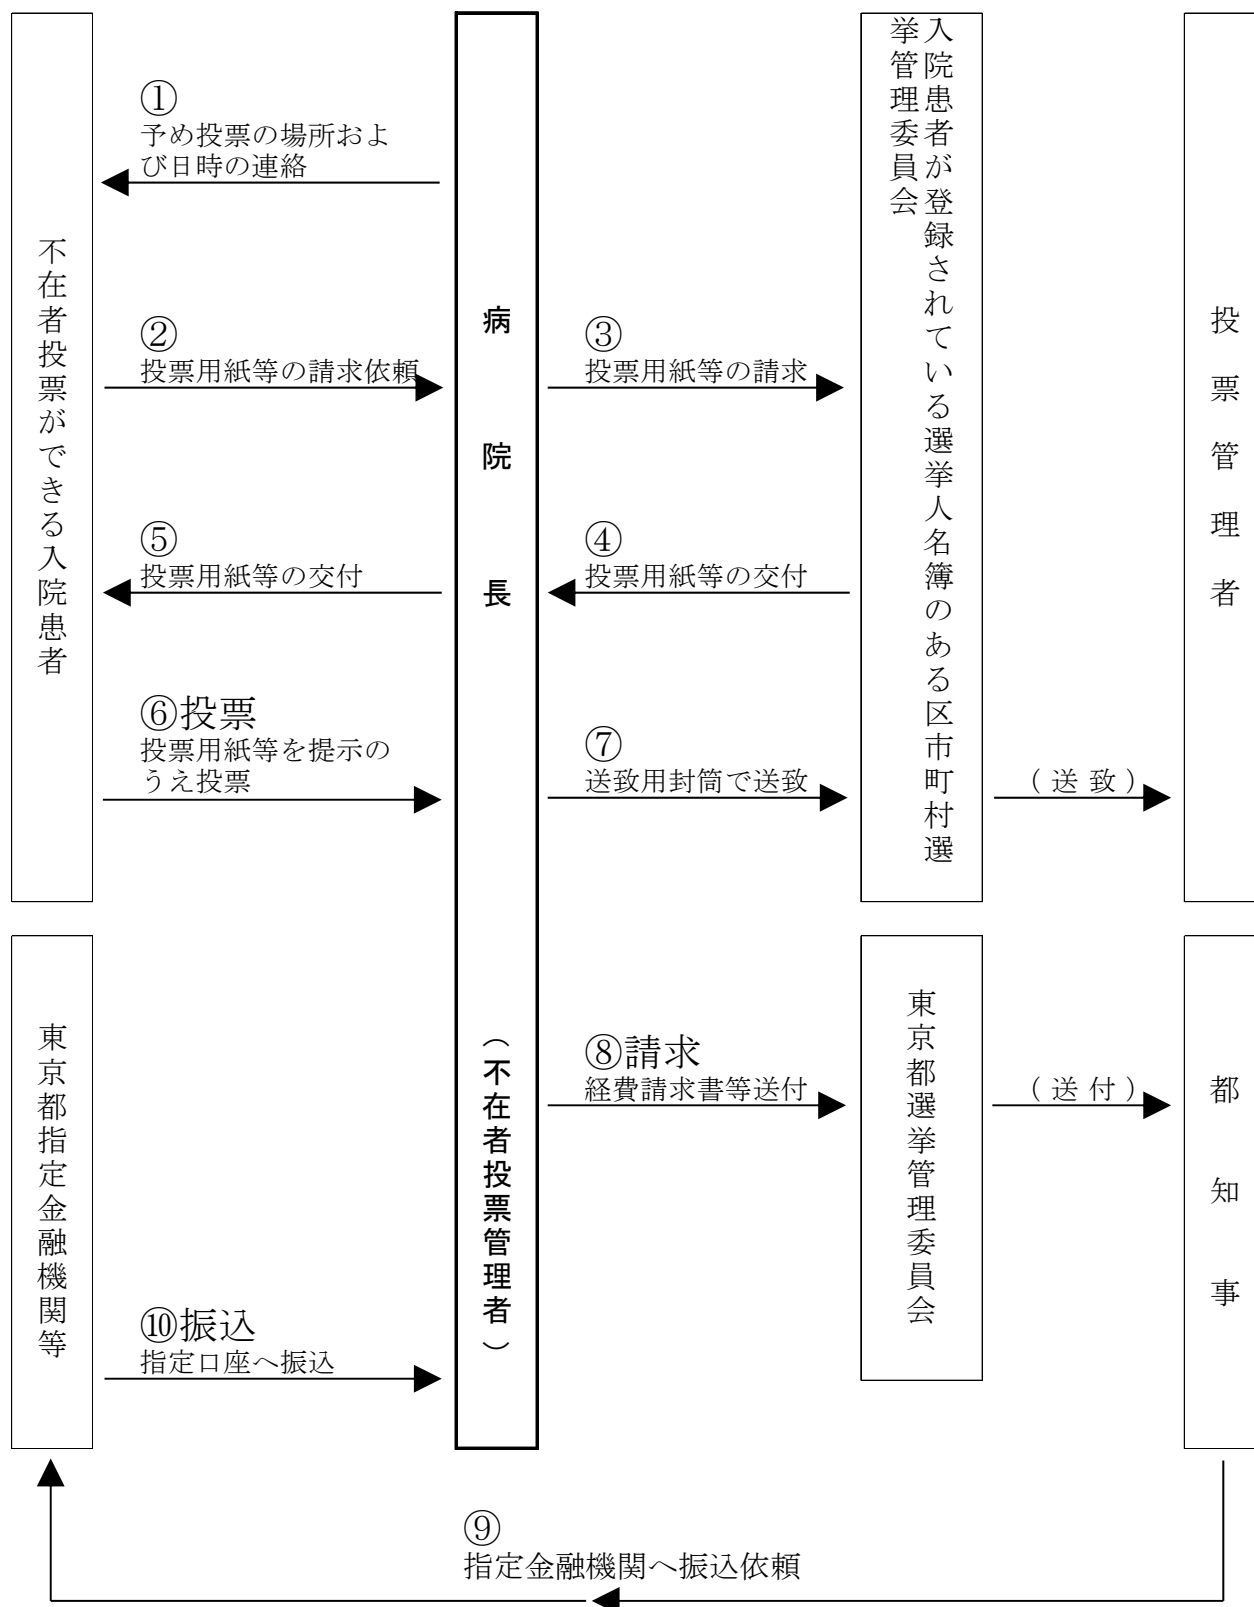 不在者投票ができる入院患者
①
予め投票の場所およ
び日時の連絡
②
投票用紙等の請求依頼
⑤
投票用紙等の交付
⑥投票
投票用紙等を提示の
うえ投票
病院長
（不在者投票管理者）
③
投票用紙等の請求
④
投票用紙等の交付
⑦
送致用封筒で送致
入院患者が登録されている選挙人名簿のある区市町村選
挙管理委員会
（送致）
投票管理者
東京都指定金融機関等
⑧請求
経費請求書等送付
東京都選挙管理委員会
（送付）
都知事
⑩振込
指定口座へ振込
⑨
指定金融機関へ振込依頼